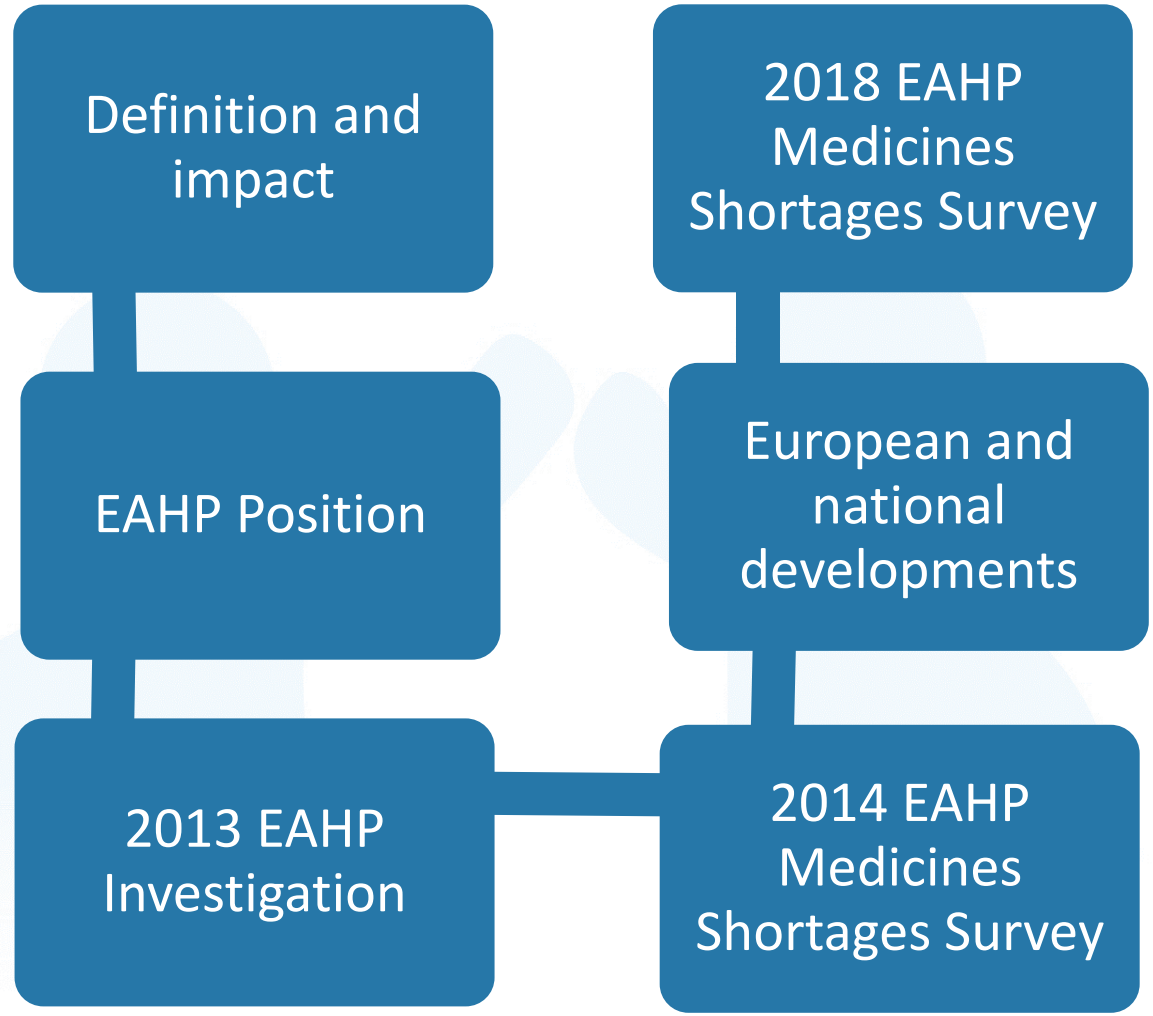 Definition and
impact
EAHP Position
2013 EAHP
Investigation
2014 EAHP
Medicines
Shortages Survey
European and
national
developments
2018 EAHP
Medicines
Shortages Survey